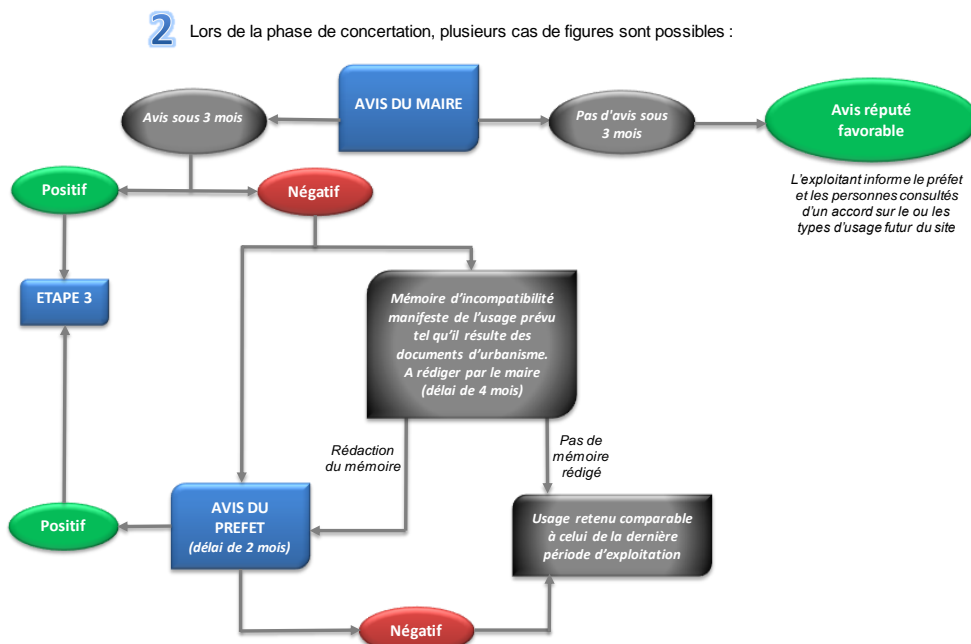 2 Lors de la phase de concertation, plusieurs cas de figures sont possibles :
AVIS DU MAIRE
Avis sous 3 mois
Pas d'avis sous
3 mois
Avis réputé
favorable
L'exploitant informe le préfet
et les personnes consultés
d'un accord sur le ou les
types d'usage futur du site
Positif
Négatif
ETAPE 3
Mémoire d'incompatibilité
manifeste de l'usage prévu
tel qu'il résulte des
documents d'urbanisme.
A rédiger par le maire
(délai de 4 mois)
Rédaction
du mémoire
Pas de
mémoire
rédigé
Positif
AVIS DU
PREFET
(délai de 2 mois)
Usage retenu comparable
à celui de la dernière
période d'exploitation
Négatif